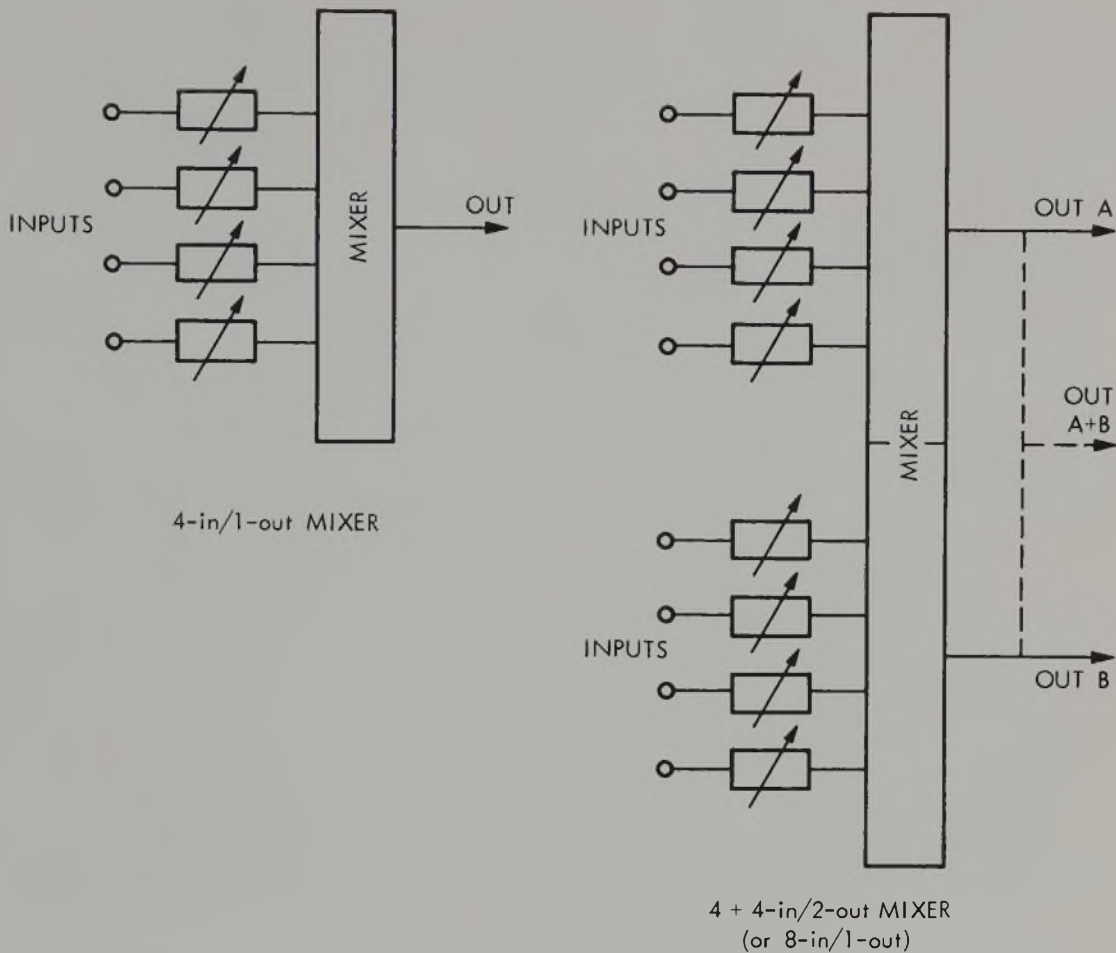 INPUTS
MIXER
OUT
4-in/1-out MIXER
INPUTS
INPUTS
MIXER
OUT A
OUT
A+B
OUT B
4 + 4-in/2-out MIXER
(or 8-in/1-out)